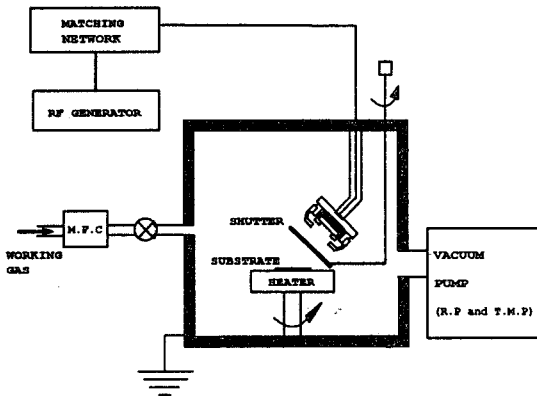 MATCHING
NETWORK
RF GENERATOR
M.F.C
WORKING
GAS
SHUTTER
SUBSTRATE
HEATER
VACUUM
PUMP
(R.P and T.M.P)